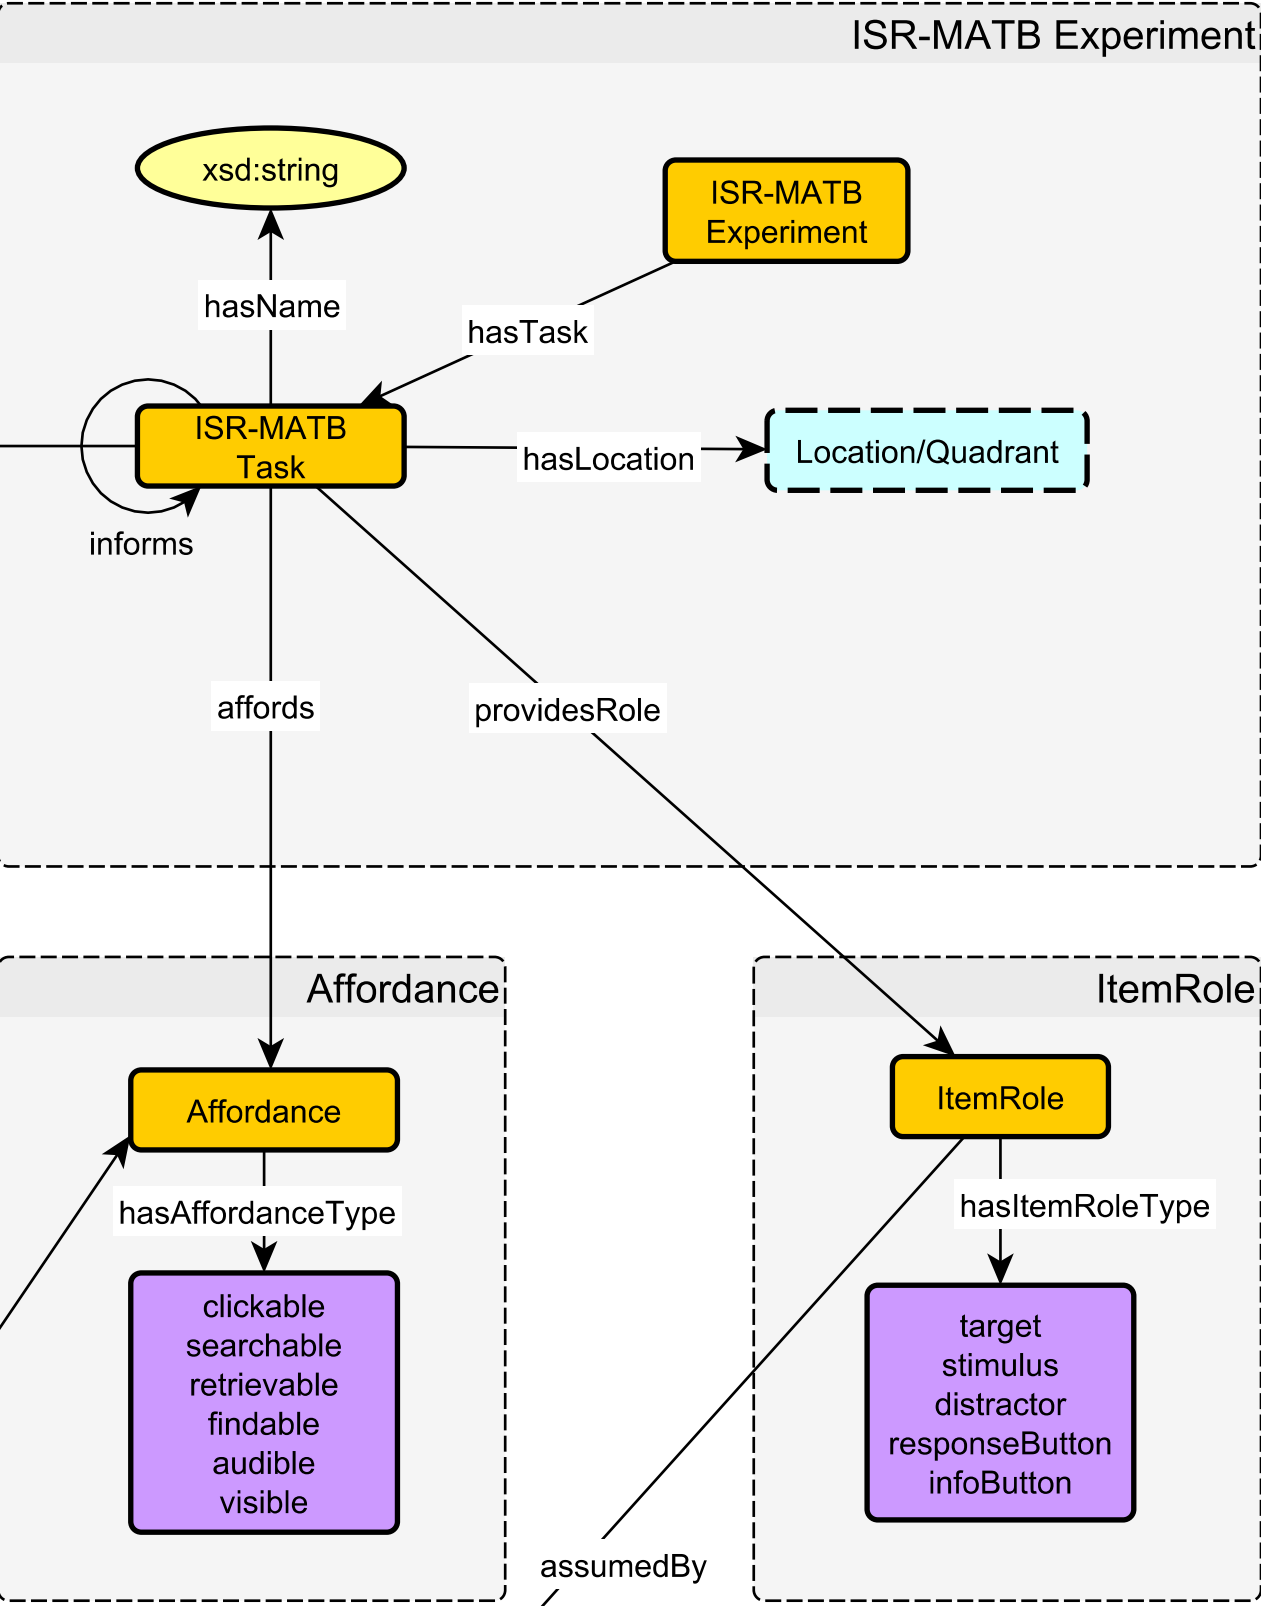 ISR-MATB Experiment
xsd:string
ISR-MATB
Experiment
hasName
hasTask
ISR-MATB
Task
hasLocation
Location/Quadrant
informs
affords
providesRole
Affordance
ItemRole
Affordance
ItemRole
hasAffordanceType
hasItemRoleType
clickable
searchable
retrievable
findable
audible
visible
target
stimulus
distractor
responseButton
infoButton
assumedBy